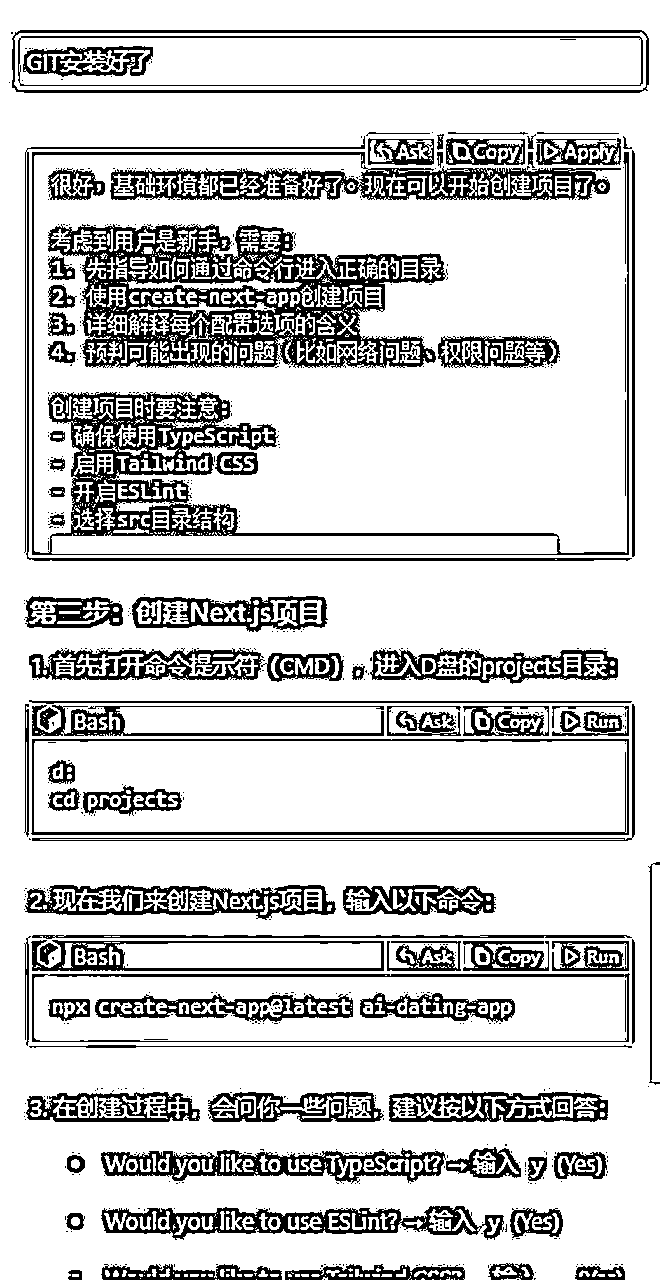 GIT安装好了
Ask Copy Apply
很好，基础环境都已经准备好了。现在可以开始创建项目了。
考虑到用户是新手，需要：
1. 先指导如何通过命令行进入正确的目录
2. 使用create-next-app创建项目
3. 详细解释每个配置选项的含义
4. 预判可能出现的问题（比如网络问题、权限问题等）
创建项目时要注意：
- 确保使用TypeScript
- 启用Tailwind CSS
- 开启ESLint
- 选择src目录结构
第三步：创建Next.js项目
1. 首先打开命令提示符（CMD），进入D盘的projects目录：
Bash Ask Copy Run
d:
cd projects
2. 现在我们来创建Next.js项目，输入以下命令：
Bash Ask Copy Run
npx create-next-app@latest ai-dating-app
3. 在创建过程中，会问你一些问题，建议按以下方式回答：
Would you like to use TypeScript? → 输入 y (Yes)
Would you like to use ESLint? → 输入 y (Yes)